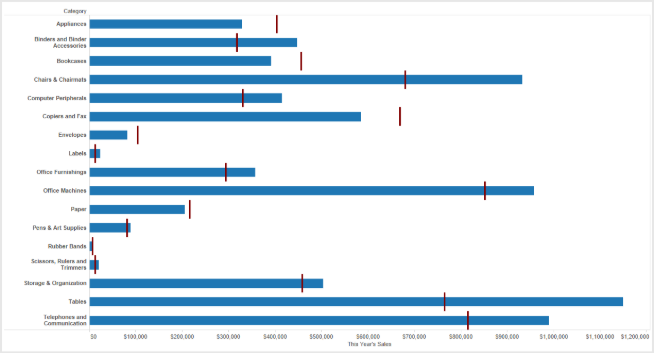 Category
Appliances
Binders and Binder
Accessories
Bookcases
Chairs & Chairmats
Computer Peripherals
Copiers and Fax
Envelopes
Labels
Office Furnishings
Office Machines
Paper
Pens & Art Supplies
Rubber Bands
Scissors, Rulers and
Trimmers
Storage & Organization
Tables
Telephones and
Communication
$0 $100,000 $200,000 $300,000 $400,000 $500,000 $600,000 $700,000 $800,000 $900,000 $1,000,000 $1,100,000 $1,200,000
This Year's Sales